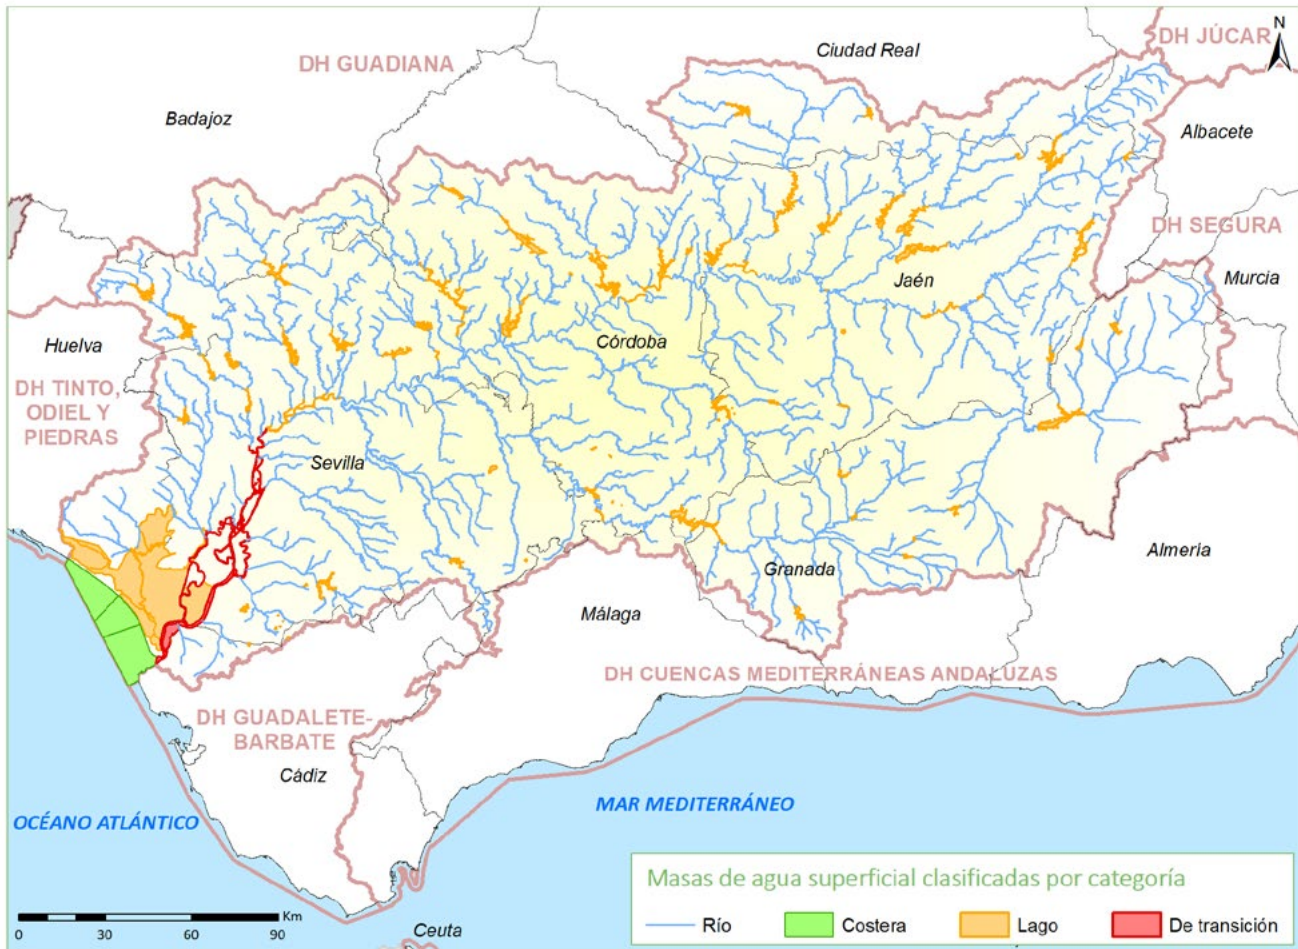 DH JÚCAR
N
Ciudad Real
DH GUADIANA
Badajoz
Albacete
DH SEGURA
Murcia
Jaén
Huelva
Córdoba
DH TINTO,
ODIEL Y
PIEDRAS
Sevilla
Almeria
Granada
Málaga
DH CUENCAS MEDITERRÁNEAS ANDALUZAS
DH GUADALETE-
BARBATE
Cádiz
MAR MEDITERRÁNEO
OCÉANO ATLÁNTICO
Masas de agua superficial clasificadas por categoría
Río
Costera
Lago
De transición
Km
0 30 60 90
Ceuta